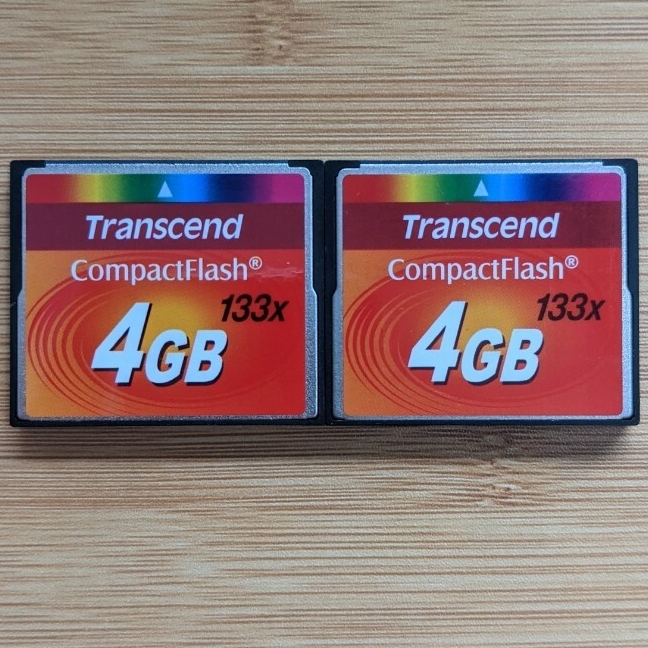 Transcend
CompactFlash®
133x
4GB
Transcend
CompactFlash®
133x
4GB